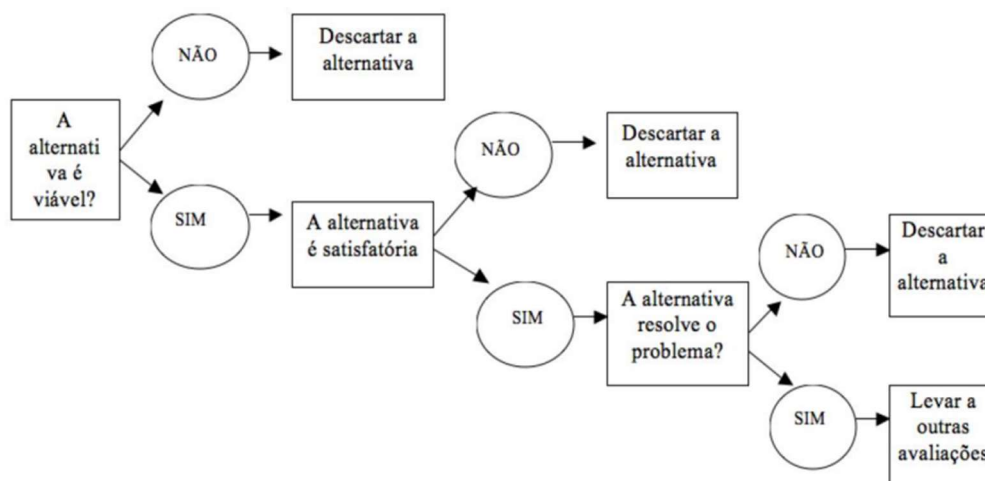 NÃO
Descartar a
alternativa
A
alternati
va é
viável?
SIM
A alternativa
é satisfatória
NÃO
Descartar a
alternativa
SIM
A alternativa
resolve o
problema?
NÃO
Descartar
a
alternativa
SIM
Levar a
outras
avaliações